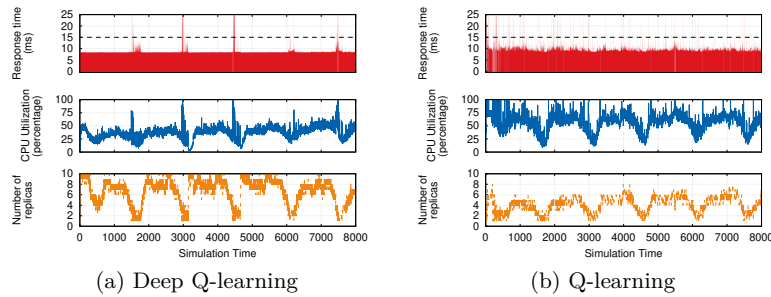 Response time
(ms)
25
20
15
10
5
0
CPU Utilization
(percentage)
100
75
50
25
0
Number of
replicas
10
8
6
4
2
0
0 1000 2000 3000 4000 5000 6000 7000 8000
Simulation Time
(a) Deep Q-learning
Response time
(ms)
25
20
15
10
5
0
CPU Utilization
(percentage)
100
75
50
25
0
Number of
replicas
10
8
6
4
2
0
0 1000 2000 3000 4000 5000 6000 7000 8000
Simulation Time
(b) Q-learning